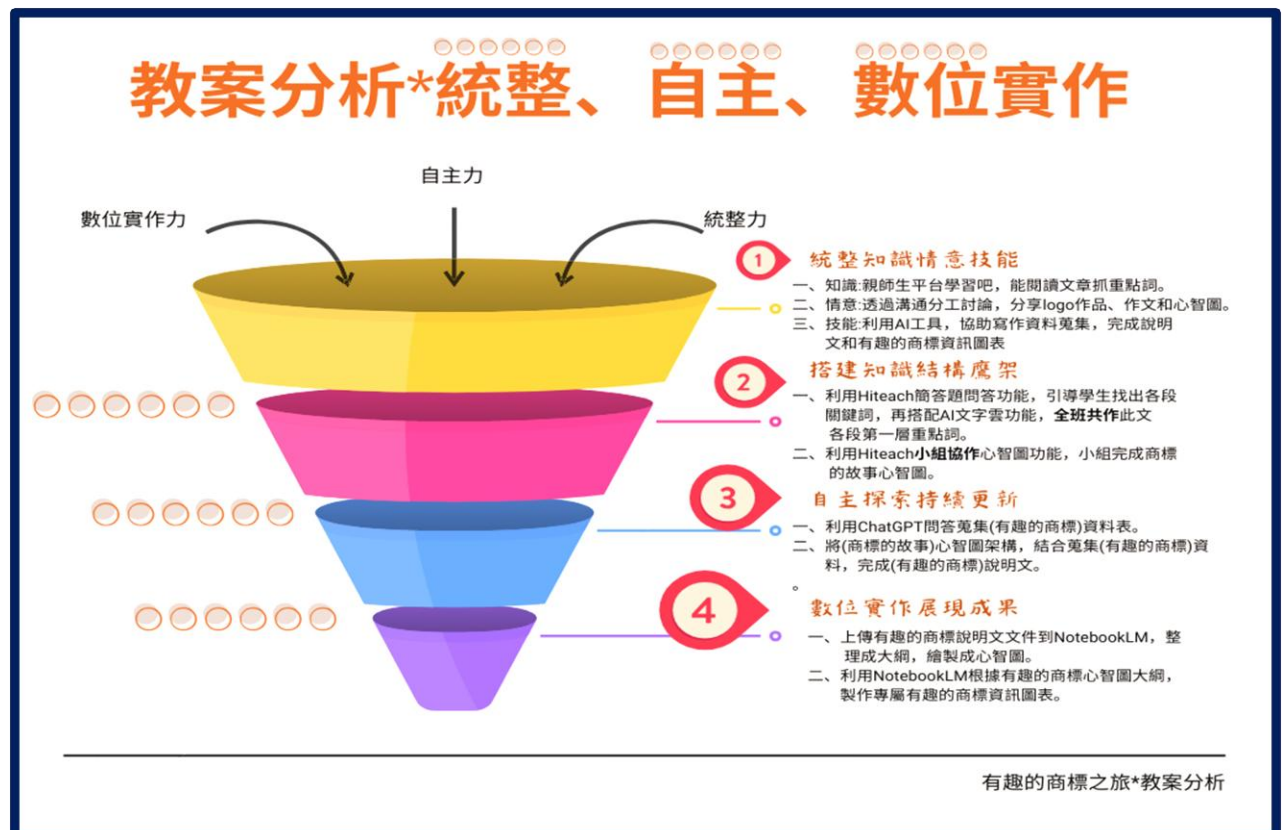 教案分析*統整、自主、數位實作
自主力
數位實作力
統整力
1
統整知識情意技能
一、知識:親師生平台學習吧，能閱讀文章抓重點詞。
二、情意:透過溝通分工討論，分享logo作品、作文和心智圖。
三、技能:利用AI工具，協助寫作資料蒐集，完成說明
文和有趣的商標資訊圖表
2
搭建知識結構鷹架
一、利用Hiteach簡答題問答功能，引導學生找出各段
關鍵詞，再搭配AI文字雲功能，全班共作此文
各段第一層重點詞。
二、利用Hiteach小組協作心智圖功能，小組完成商標
的故事心智圖。
3
自主探索持續更新
一、利用ChatGPT問答蒐集(有趣的商標)資料表。
二、將(商標的故事)心智圖架構，結合蒐集(有趣的商標)資
料，完成(有趣的商標)說明文。
。
4
數位實作展現成果
一、上傳有趣的商標說明文文件到NotebookLM，整
理成大綱，繪製成心智圖。
二、利用NotebookLM根據有趣的商標心智圖大綱，
製作專屬有趣的商標資訊圖表。
有趣的商標之旅*教案分析